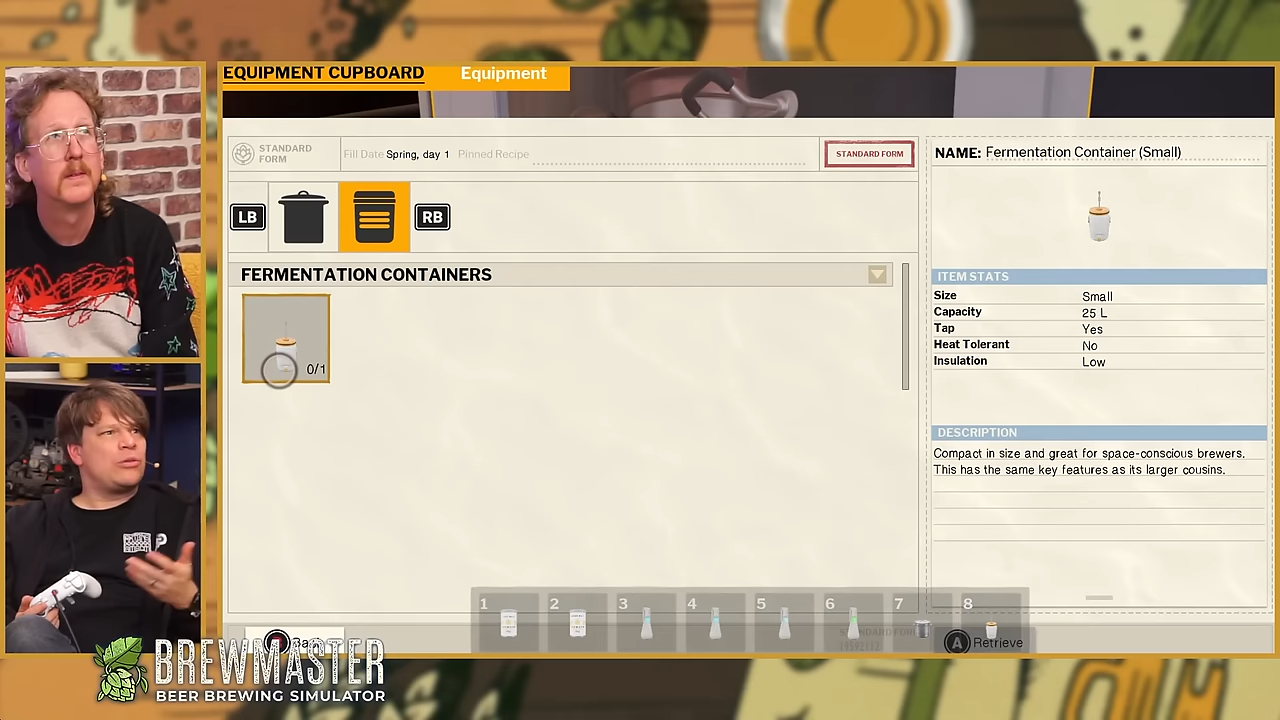 EQUIPMENT CUPBOARD
Equipment
STANDARD FORM
Fill Date Spring, day 1 Pinned Recipe
STANDARD FORM
LB
RB
FERMENTATION CONTAINERS
0/1
NAME: Fermentation Container (Small)
ITEM STATS
Size Small
Capacity 25 L
Tap Yes
Heat Tolerant No
Insulation Low
DESCRIPTION
Compact in size and great for space-conscious brewers.
This has the same key features as its larger cousins.
1 2 3 4 5 6 7 8
STANDARD FORM
A Retrieve
BREWMASTER
BEER BREWING SIMULATOR